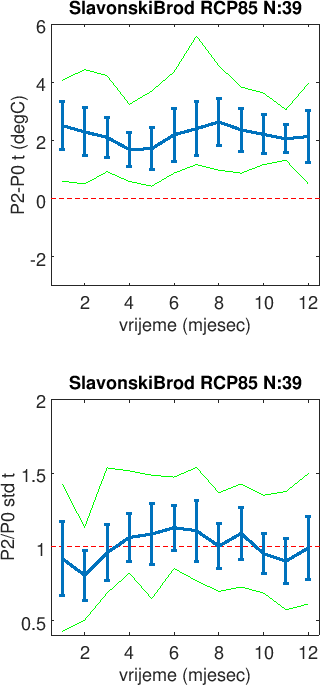 SlavonskiBrod RCP85 N:39
P2-P0 t (degC)
6
4
2
0
-2
2 4 6 8 10 12
vrijeme (mjesec)
SlavonskiBrod RCP85 N:39
P2/P0 std t
2
1.5
1
0.5
2 4 6 8 10 12
vrijeme (mjesec)